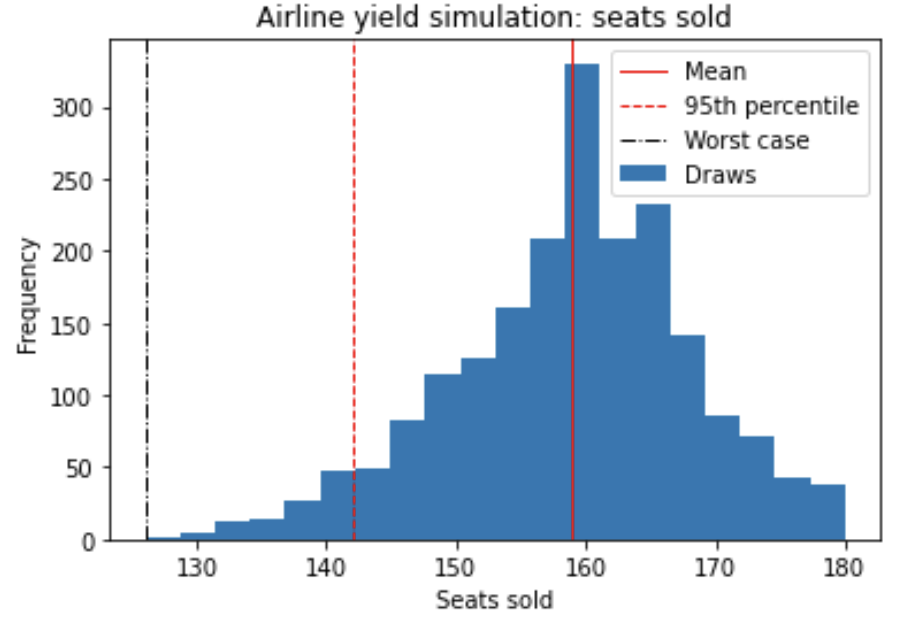 Airline yield simulation: seats sold
Mean
95th percentile
Worst case
Draws
300
250
200
150
100
50
0
Frequency
130 140 150 160 170 180
Seats sold